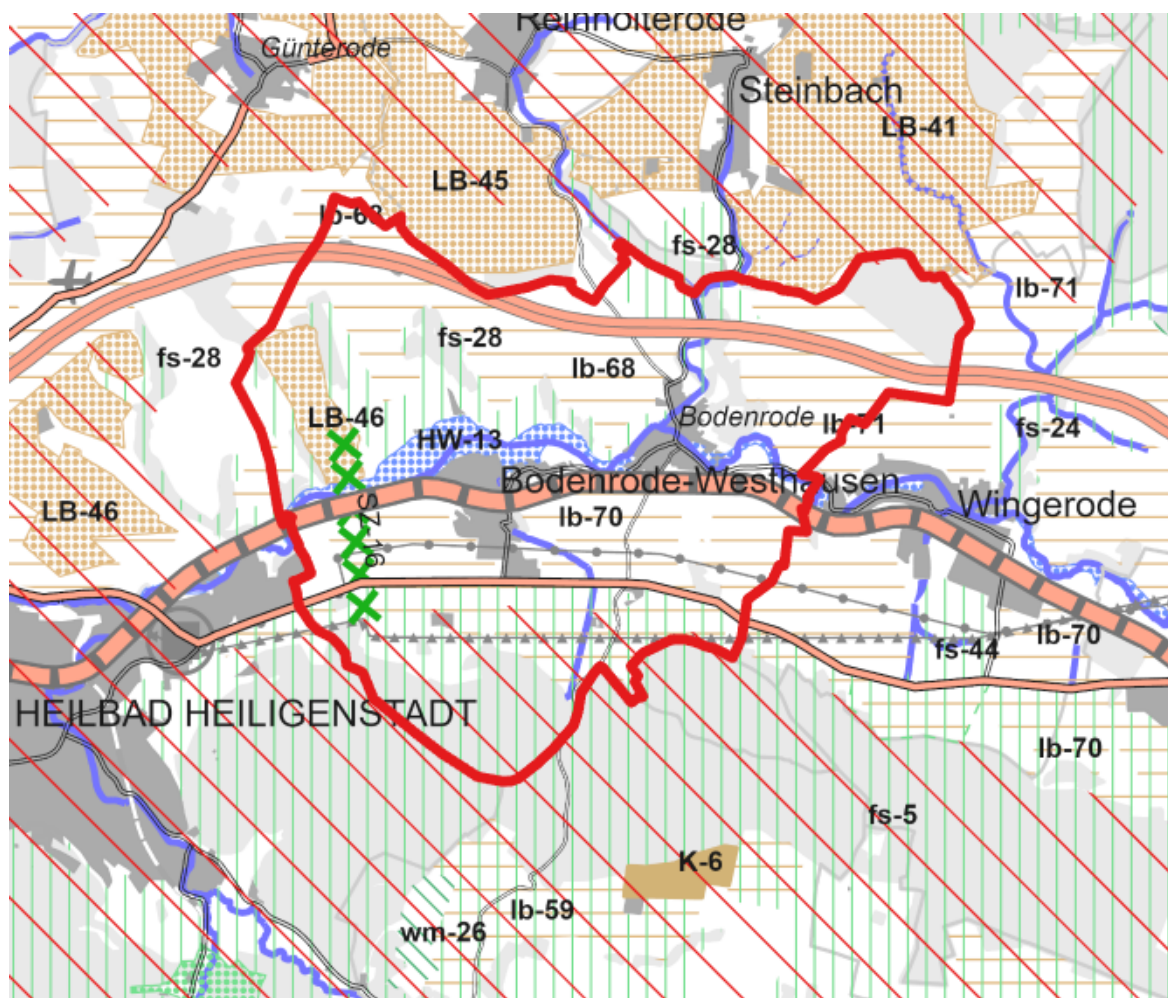 Reinholterode
Günterode
Steinbach
LB-41
LB-45
lb-68
fs-28
lb-71
fs-28
fs-28
lb-68
LB-46
HW-13
Bodenrode
lb-71
fs-24
Bodenrode-Westhausen
Wingerode
LB-46
SZ-16
lb-70
lb-70
fs-44
HEILBAD HEILIGENSTADT
lb-70
fs-5
K-6
lb-59
wm-26